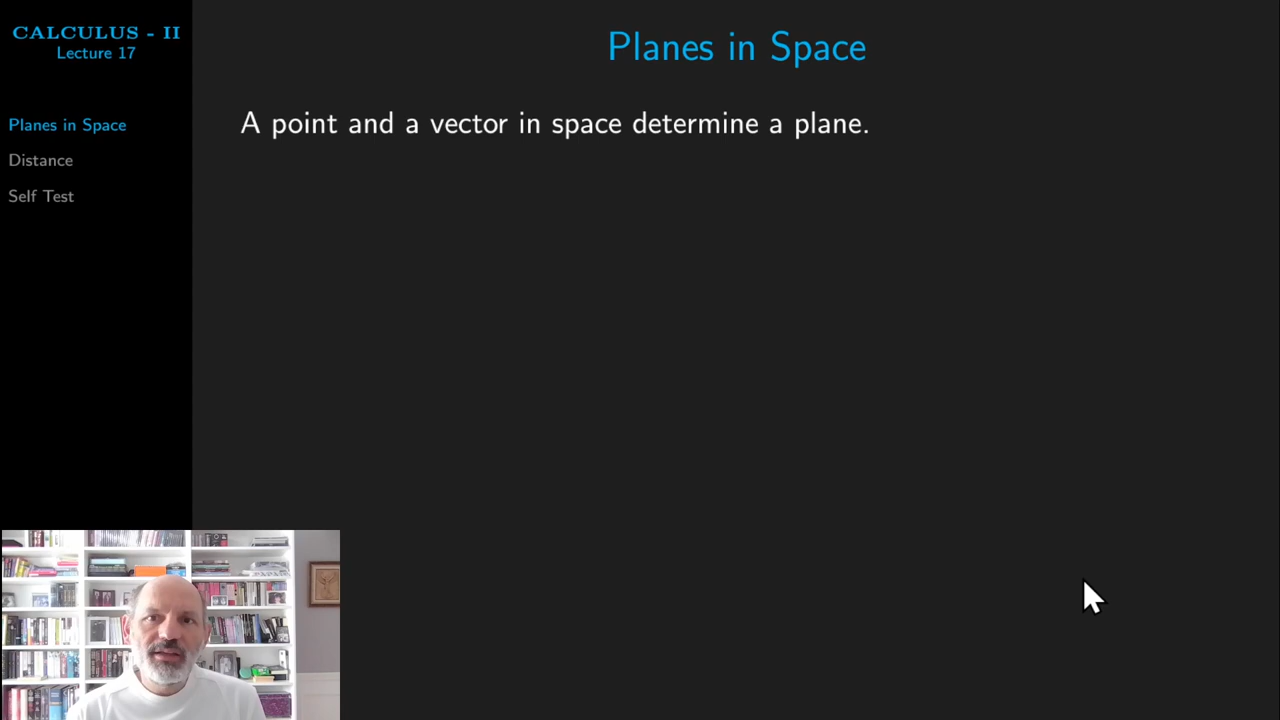 CALCULUS - II
Lecture 17
Planes in Space
Distance
Self Test
Planes in Space
A point and a vector in space determine a plane.